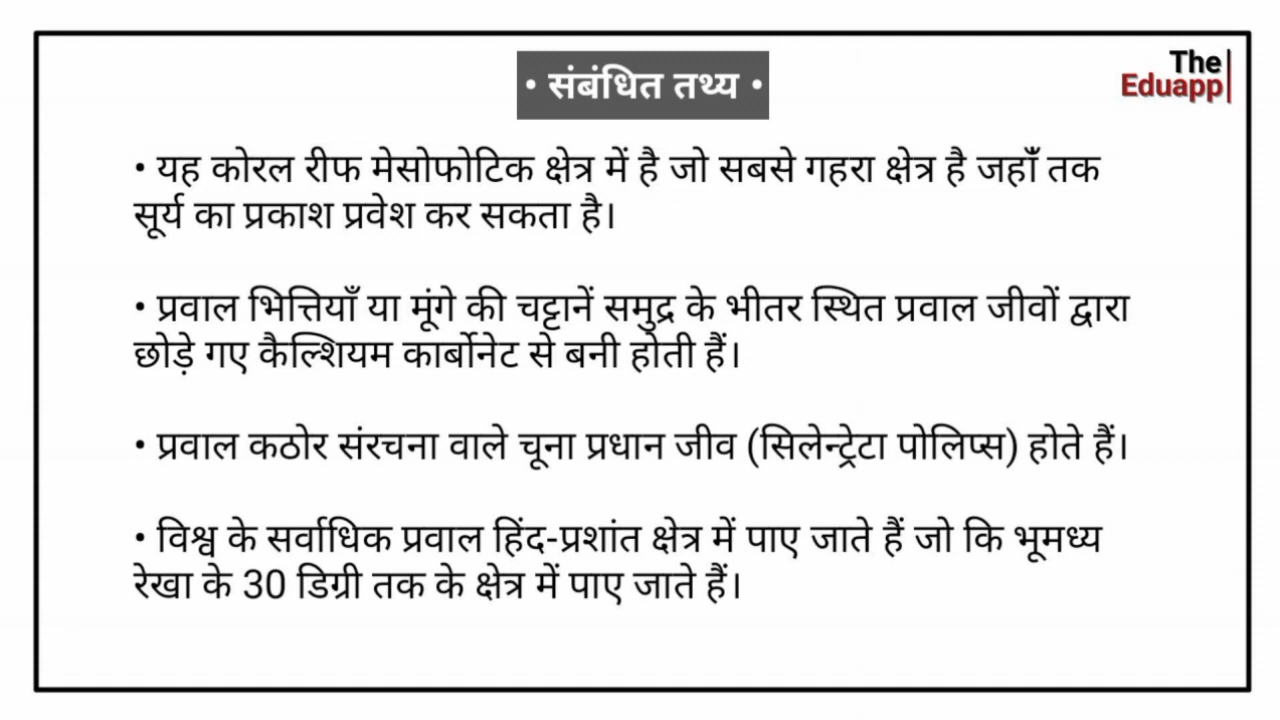 • संबंधित तथ्य •
The
Eduapp
• यह कोरल रीफ मेसोफोटिक क्षेत्र में है जो सबसे गहरा क्षेत्र है जहाँ तक
सूर्य का प्रकाश प्रवेश कर सकता है।
• प्रवाल भित्तियाँ या मूंगे की चट्टानें समुद्र के भीतर स्थित प्रवाल जीवों द्वारा
छोड़े गए कैल्शियम कार्बोनेट से बनी होती हैं।
• प्रवाल कठोर संरचना वाले चूना प्रधान जीव (सिलेन्ट्रेटा पोलिप्स) होते हैं।
• विश्व के सर्वाधिक प्रवाल हिंद-प्रशांत क्षेत्र में पाए जाते हैं जो कि भूमध्य
रेखा के 30 डिग्री तक के क्षेत्र में पाए जाते हैं।